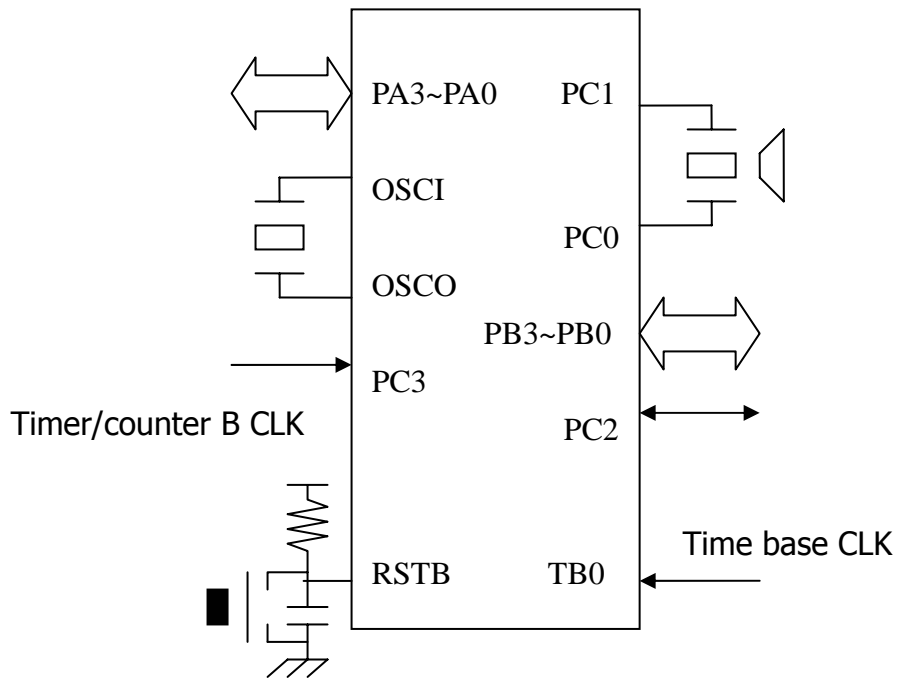 PA3~PA0
PC1
OSCI
PC0
OSCO
PB3~PB0
PC3
Timer/counter B CLK
PC2
Time base CLK
RSTB
TB0